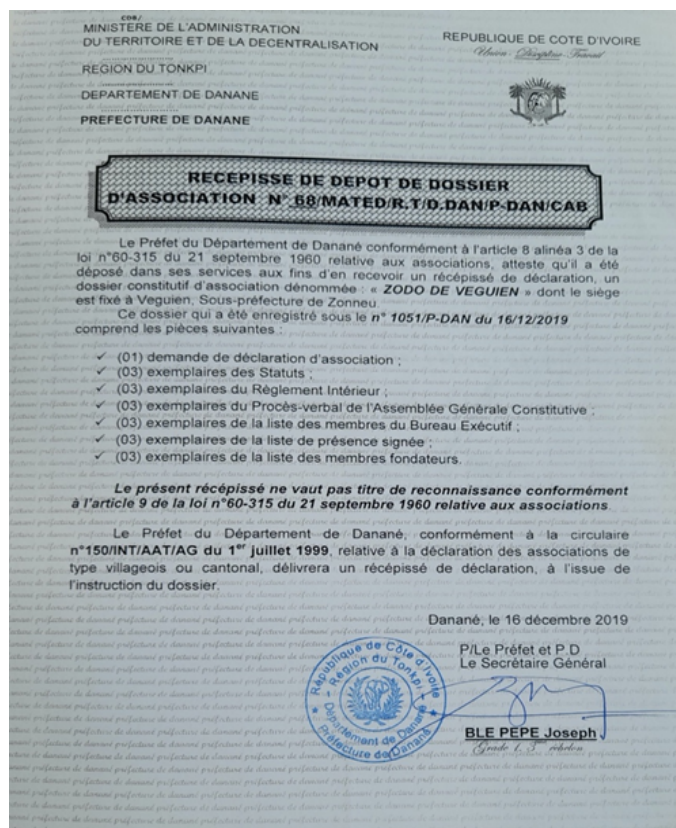 CDB/
MINISTÈRE DE L'ADMINISTRATION
DU TERRITOIRE ET DE LA DECENTRALISATION
REGION DU TONKPI
DEPARTEMENT DE DANANE
PREFECTURE DE DANANE
REPUBLIQUE DE COTE D'IVOIRE
Union - Discipline - Travail
RECEPISSE DE DEPOT DE DOSSIER
D'ASSOCIATION N° 68/MATED/R.T/D.DAN/P-DAN/CAB
Le Préfet du Département de Danané conformément à l'article 8 alinéa 3 de la
loi n°60-315 du 21 septembre 1960 relative aux associations, atteste qu'il a été
déposé dans ses services aux fins d'en recevoir un récépissé de déclaration, un
dossier constitutif d'association dénommée : « ZODO DE VEGUIEN » dont le siège
est fixé à Veguien, Sous-préfecture de Zonneu.
Ce dossier qui a été enregistré sous le n° 1051/P-DAN du 16/12/2019
comprend les pièces suivantes :
✓ (01) demande de déclaration d'association ;
✓ (03) exemplaires des Statuts ;
✓ (03) exemplaires du Règlement Intérieur ;
✓ (03) exemplaires du Procès-verbal de l'Assemblée Générale Constitutive ;
✓ (03) exemplaires de la liste des membres du Bureau Exécutif ;
✓ (03) exemplaires de la liste de présence signée ;
✓ (03) exemplaires de la liste des membres fondateurs.
Le présent récépissé ne vaut pas titre de reconnaissance conformément
à l'article 9 de la loi n°60-315 du 21 septembre 1960 relative aux associations.
Le Préfet du Département de Danané, conformément à la circulaire
n°150/INT/AAT/AG du 1er juillet 1999, relative à la déclaration des associations de
type villageois ou cantonal, délivrera un récépissé de déclaration, à l'issue de
l'instruction du dossier.
Danané, le 16 décembre 2019
P/Le Préfet et P.D
Le Secrétaire Général
République de Côte d'Ivoire
Région du Tonkpi
Département de Danané
Préfecture de Danané
BLE PEPE Joseph
Grade 1, 3 échelon